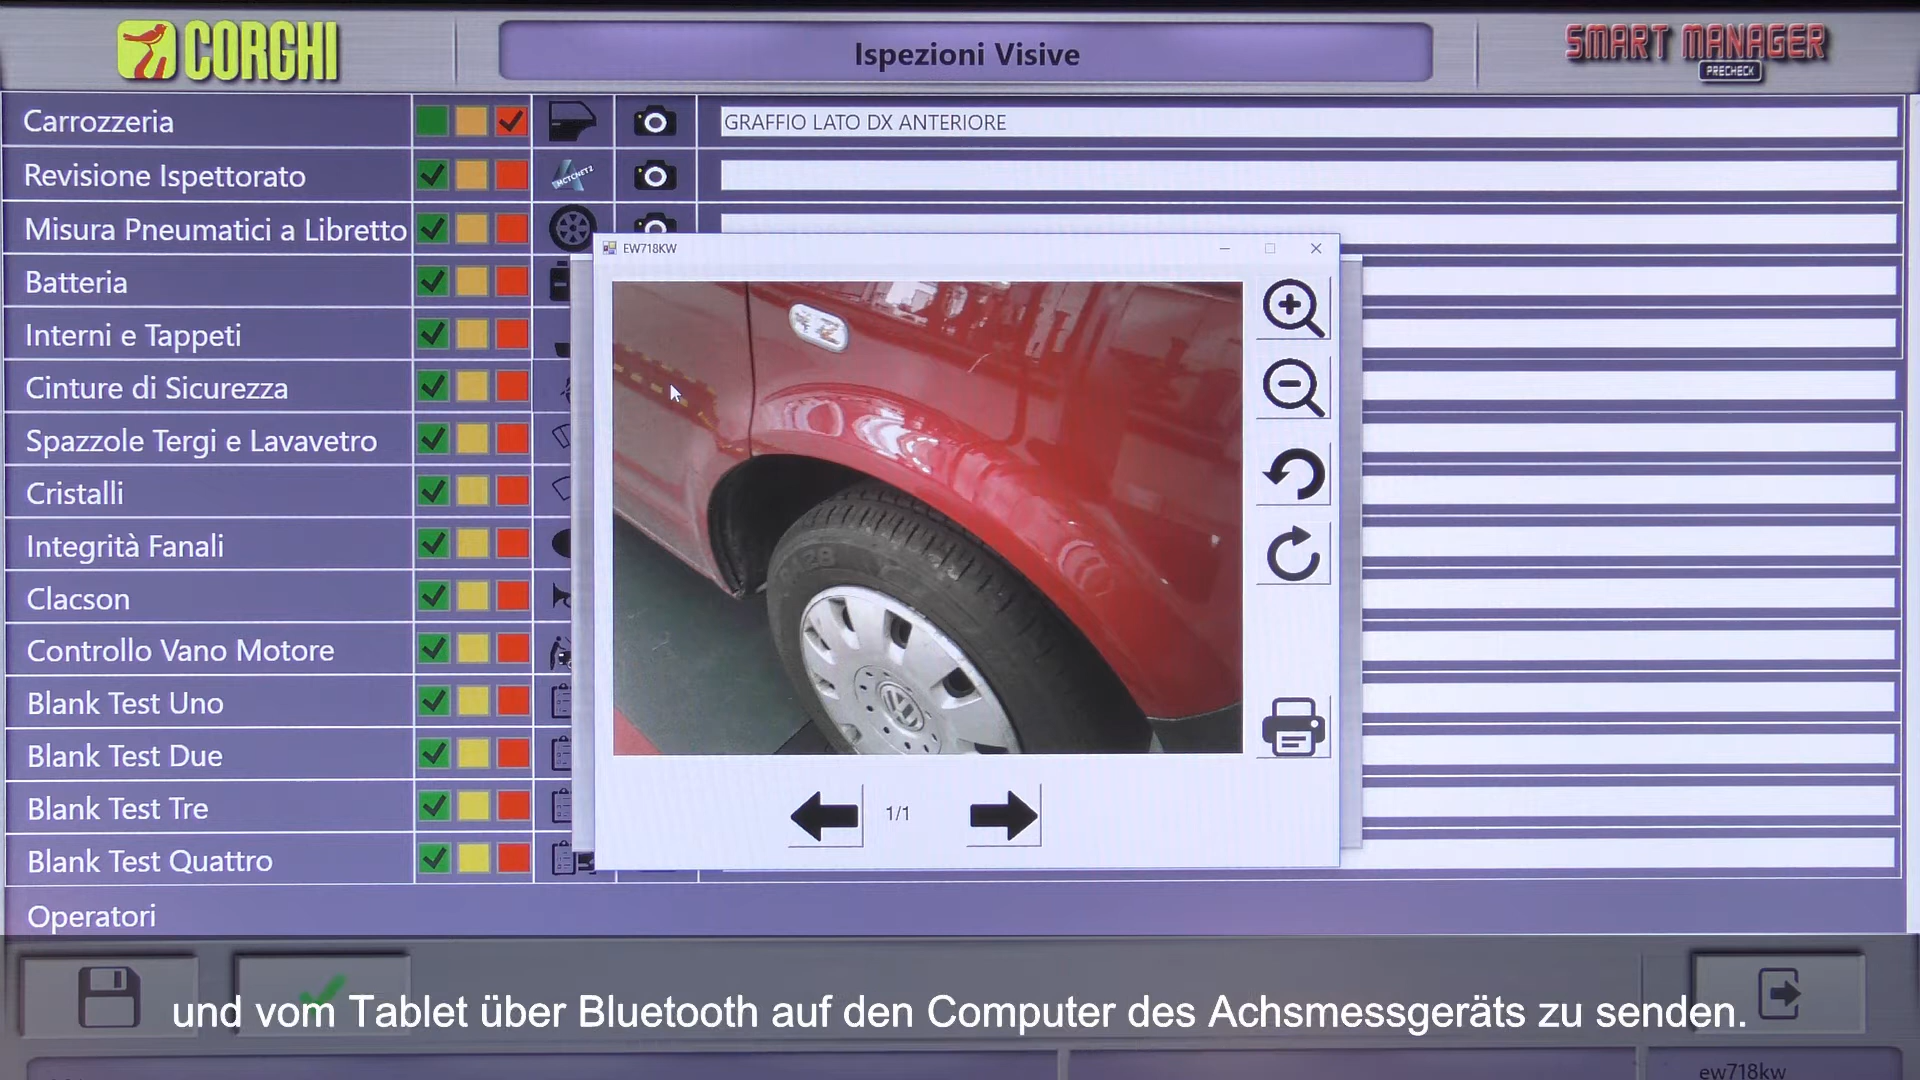 CORGHI
Ispezioni Visive
SMART MANAGER
PRECHECK
Carrozzeria
GRAFFIO LATO DX ANTERIORE
Revisione Ispettorato
MCTCNET2
Misura Pneumatici a Libretto
EW718KW
Batteria
Interni e Tappeti
Cinture di Sicurezza
Spazzole Tergi e Lavavetro
Cristalli
Integrità Fanali
Clacson
Controllo Vano Motore
Blank Test Uno
Blank Test Due
Blank Test Tre
1/1
Blank Test Quattro
Operatori
und vom Tablet über Bluetooth auf den Computer des Achsmessgeräts zu senden.
ew718kw